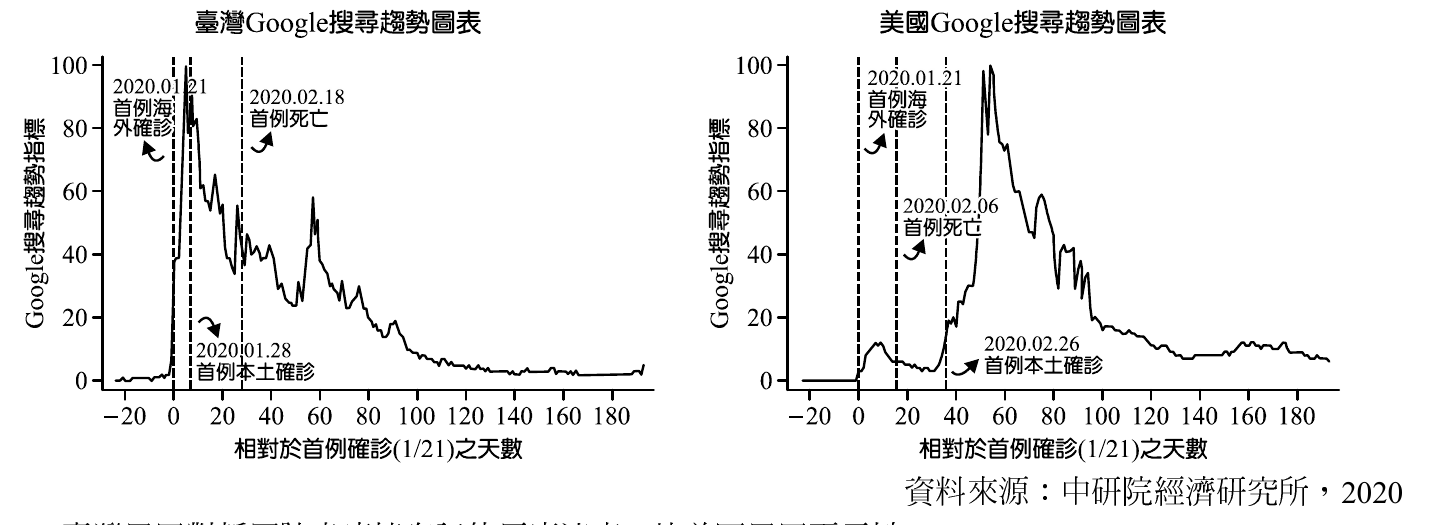 臺灣Google搜尋趨勢圖表
Google搜尋趨勢指標
100
80
60
40
20
0
2020.01.21
首例海
外確診
2020.02.18
首例死亡
2020.01.28
首例本土確診
−20 0 20 40 60 80 100 120 140 160 180
相對於首例確診(1/21)之天數
美國Google搜尋趨勢圖表
Google搜尋趨勢指標
100
80
60
40
20
0
2020.01.21
首例海
外確診
2020.02.06
首例死亡
2020.02.26
首例本土確診
−20 0 20 40 60 80 100 120 140 160 180
相對於首例確診(1/21)之天數
資料來源：中研院經濟研究所，2020